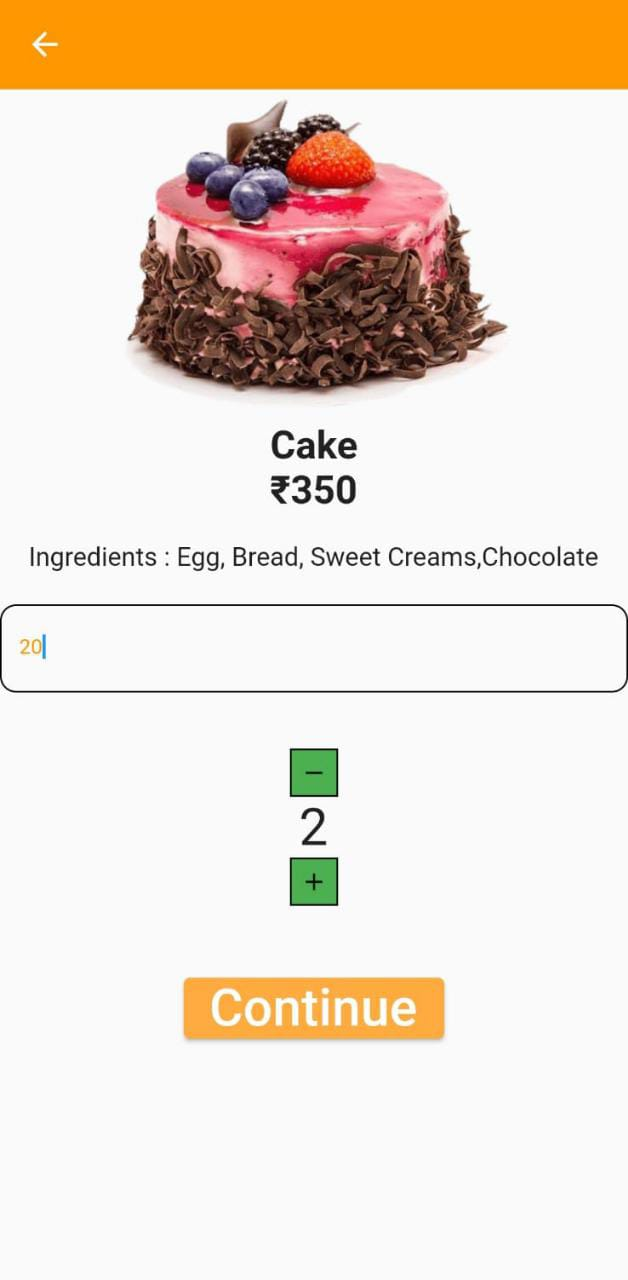 Cake
₹350
Ingredients : Egg, Bread, Sweet Creams,Chocolate
20
−
2
+
Continue